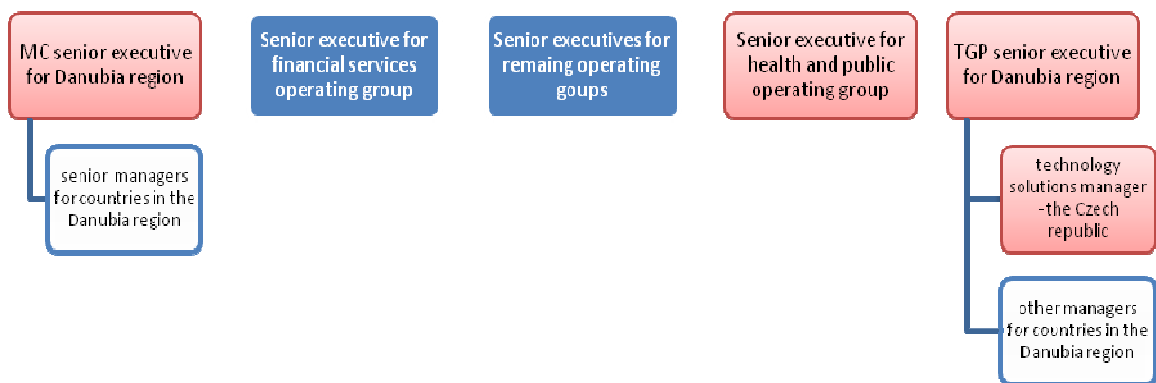 MC senior executive
for Danubia region
Senior executive for
financial services
operating group
Senior executives for
remaing operating
goups
Senior executive for
health and public
operating group
TGP senior executive
for Danubia region
senior managers
for countries in the
Danubia region
technology
solutions manager
-the Czech
republic
other managers
for countries in the
Danubia region